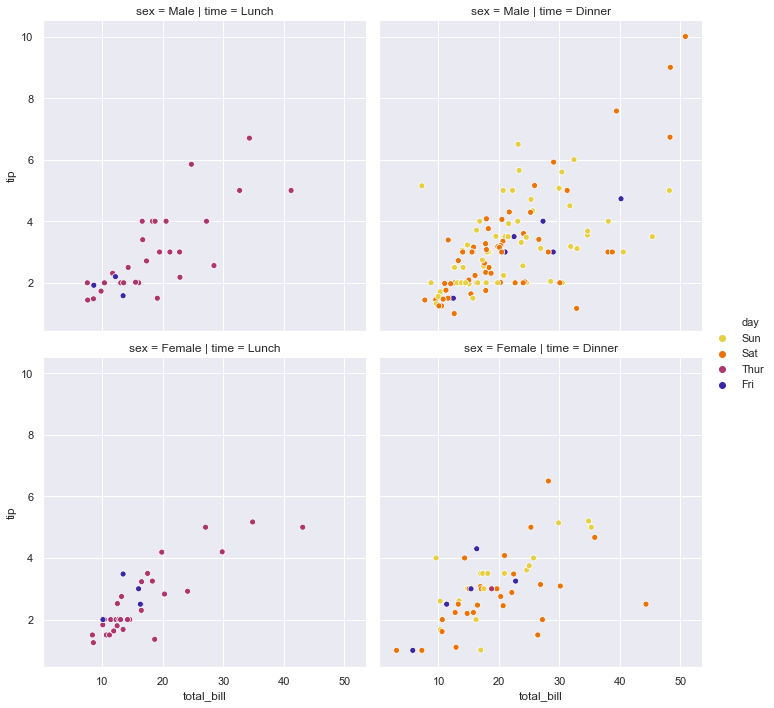 sex = Male | time = Lunch
sex = Male | time = Dinner
10
8
6
4
2
tip
day
Sun
Sat
Thur
Fri
sex = Female | time = Lunch
sex = Female | time = Dinner
10
8
6
4
2
tip
10 20 30 40 50
10 20 30 40 50
total_bill
total_bill